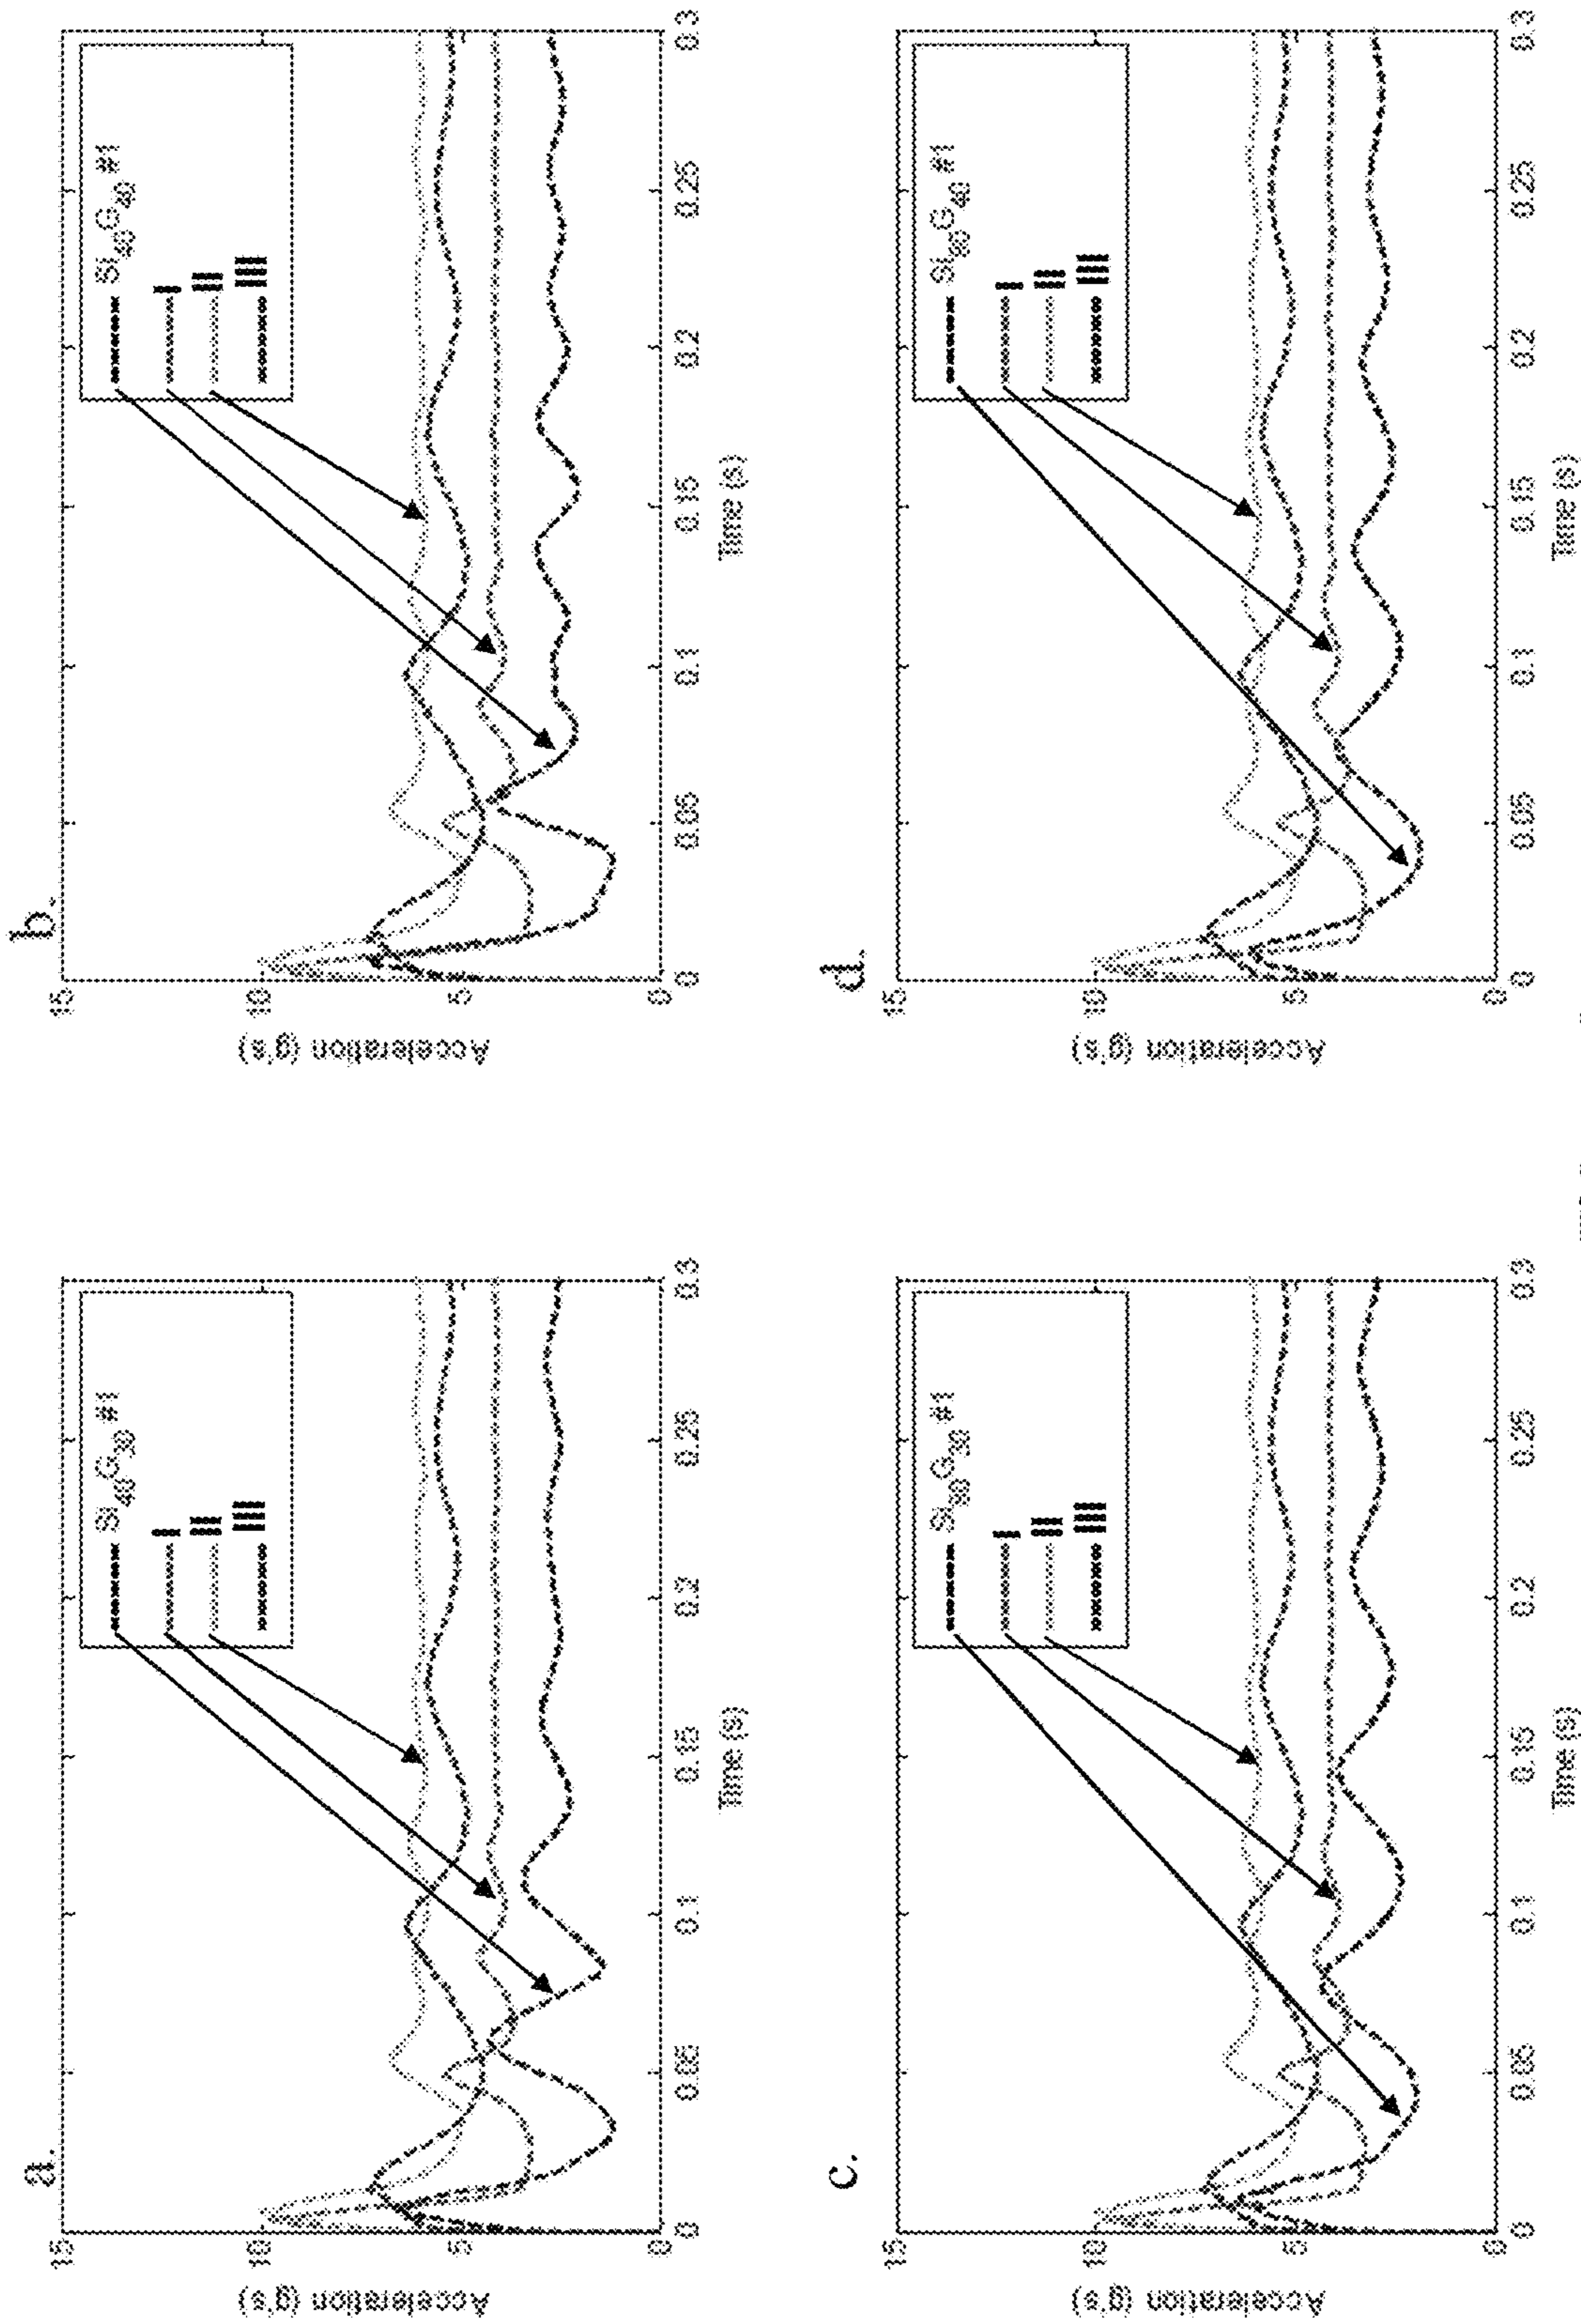 a.
Acceleration (g's)
15
10
5
0
Si40G30 #1
I
II
III
0
0.05
0.1
0.15
0.2
0.25
0.3
Time (s)
b.
Acceleration (g's)
15
10
5
0
Si40G40 #1
I
II
III
0
0.05
0.1
0.15
0.2
0.25
0.3
Time (s)
c.
Acceleration (g's)
15
10
5
0
Si80G30 #1
I
II
III
0
0.05
0.1
0.15
0.2
0.25
0.3
Time (s)
d.
Acceleration (g's)
15
10
5
0
Si80G40 #1
I
II
III
0
0.05
0.1
0.15
0.2
0.25
0.3
Time (s)